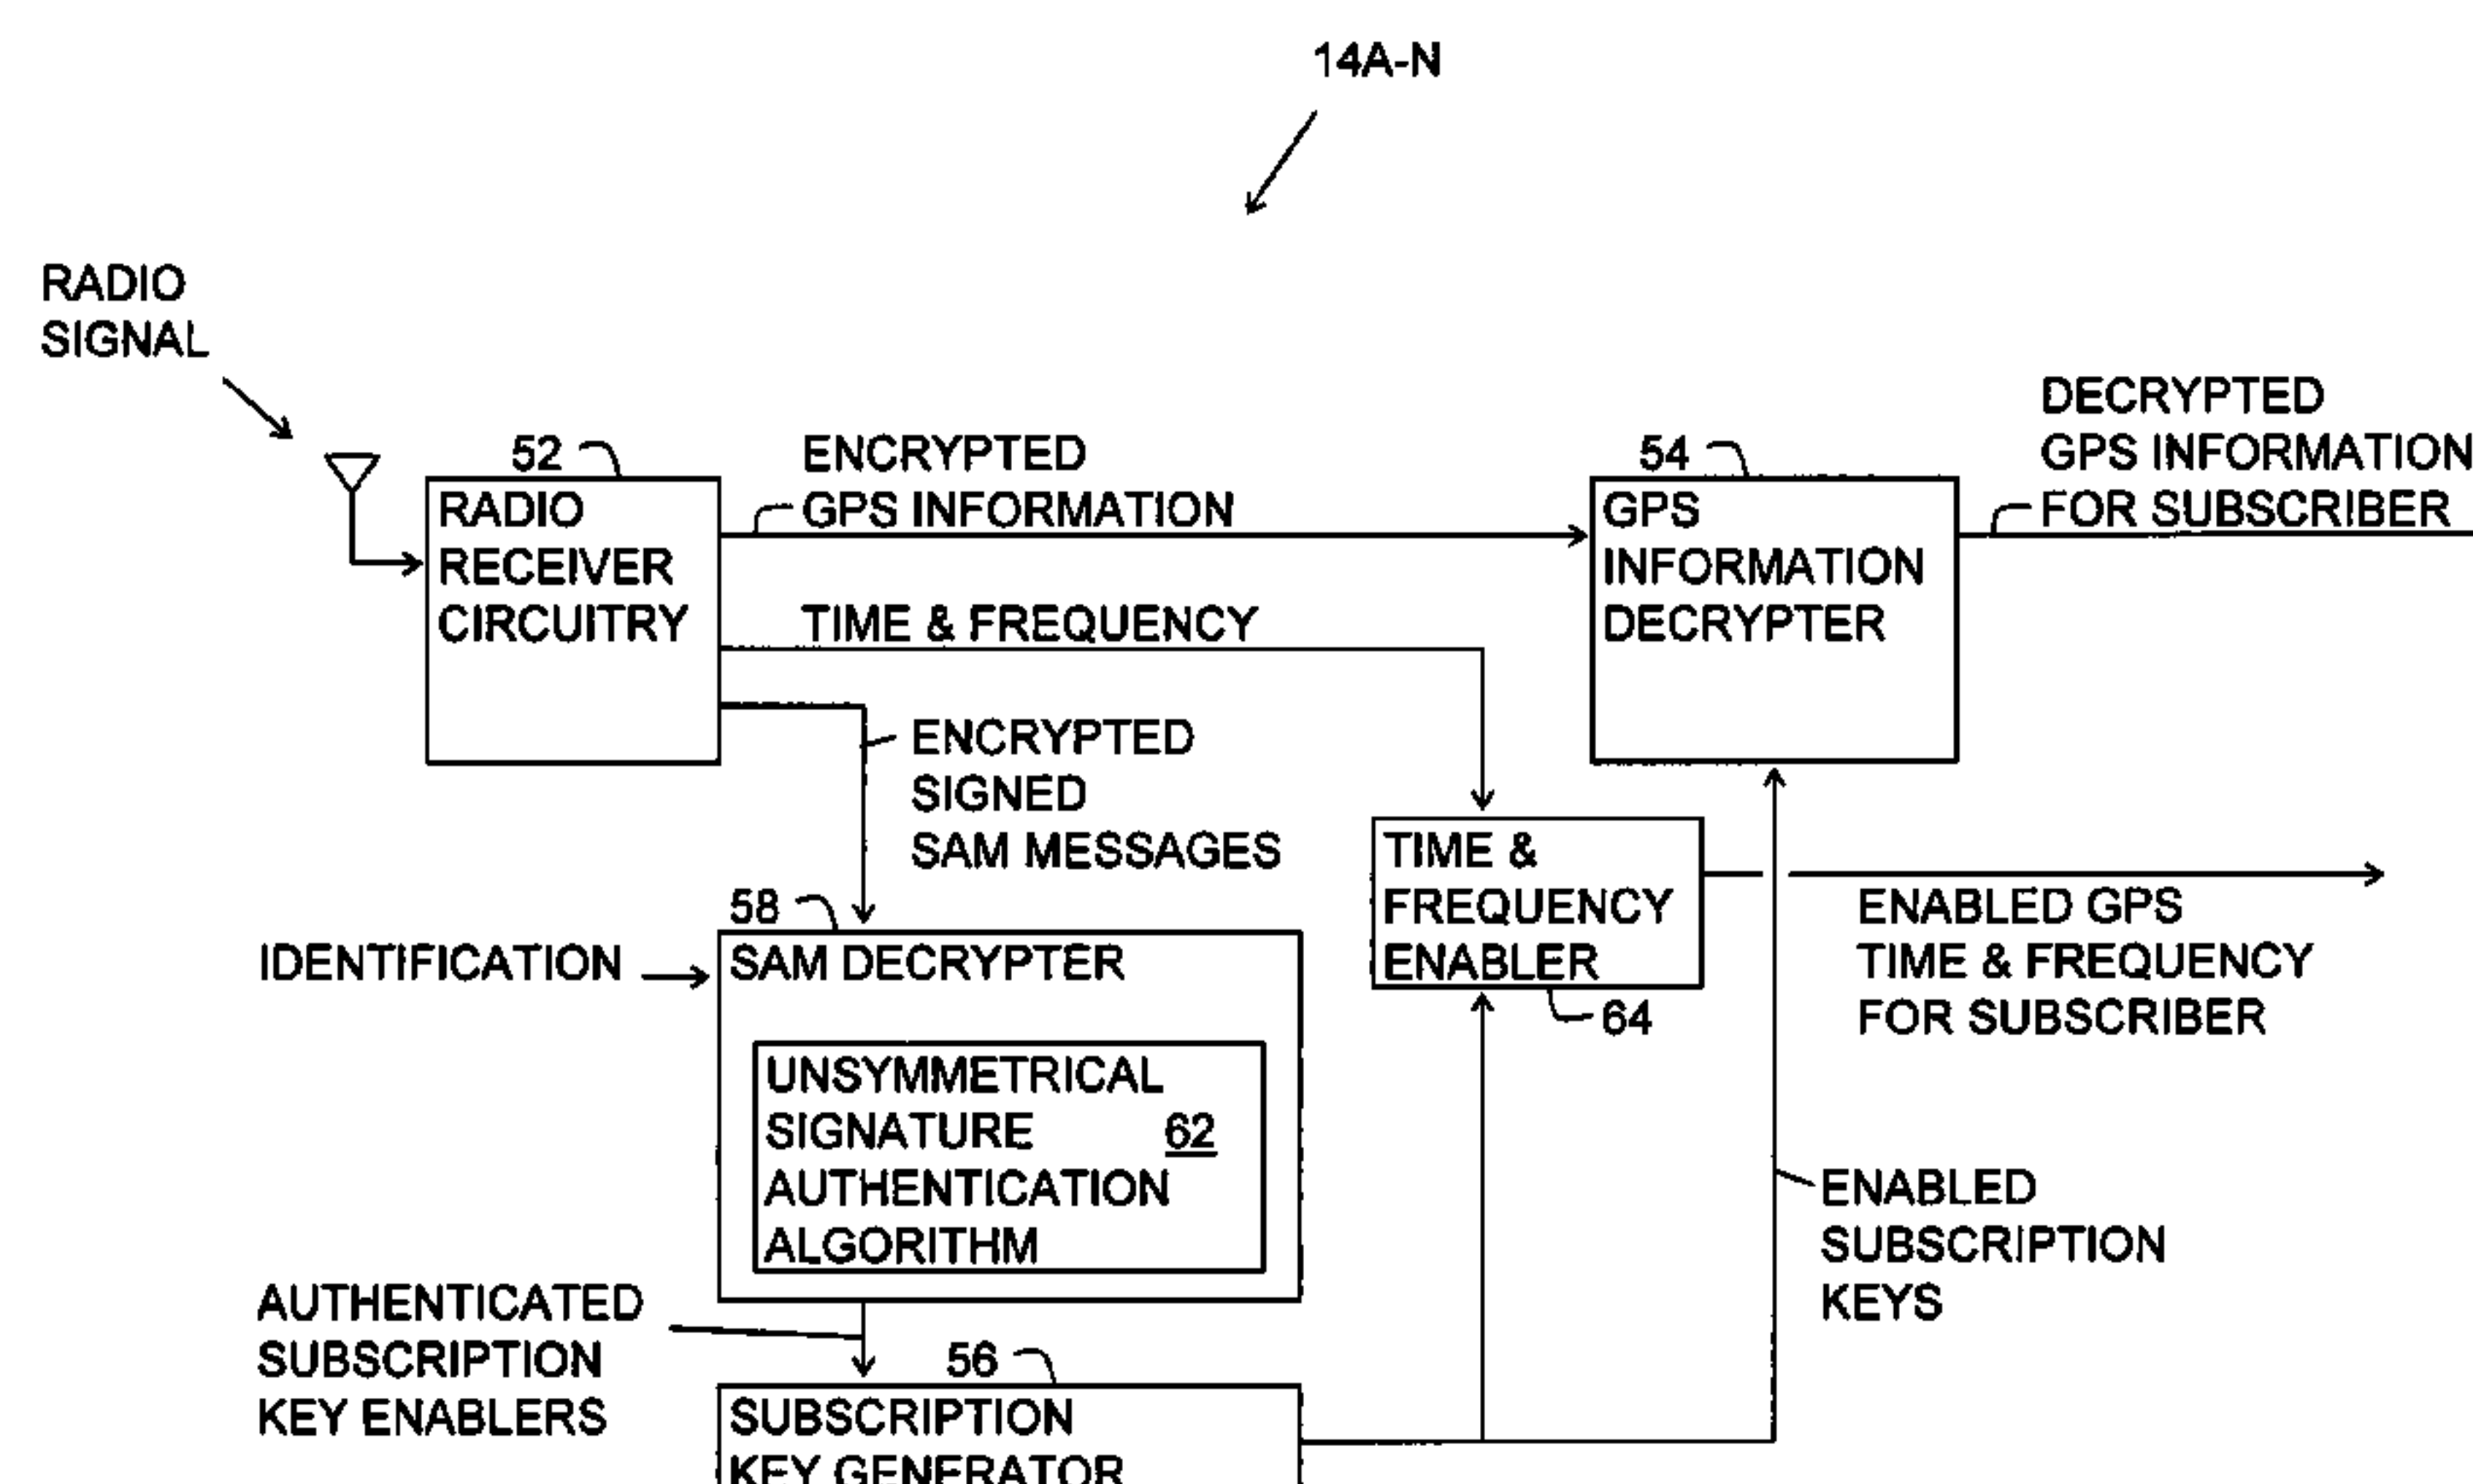 14A-N
RADIO
SIGNAL
52
RADIO
RECEIVER
CIRCUITRY
ENCRYPTED
GPS INFORMATION
TIME & FREQUENCY
ENCRYPTED
SIGNED
SAM MESSAGES
54
GPS
INFORMATION
DECRYPTER
DECRYPTED
GPS INFORMATION
FOR SUBSCRIBER
TIME &
FREQUENCY
ENABLER
64
ENABLED GPS
TIME & FREQUENCY
FOR SUBSCRIBER
IDENTIFICATION
58
SAM DECRYPTER
UNSYMMETRICAL
SIGNATURE 62
AUTHENTICATION
ALGORITHM
ENABLED
SUBSCRIPTION
KEYS
AUTHENTICATED
SUBSCRIPTION
KEY ENABLERS
56
SUBSCRIPTION
KEY GENERATOR